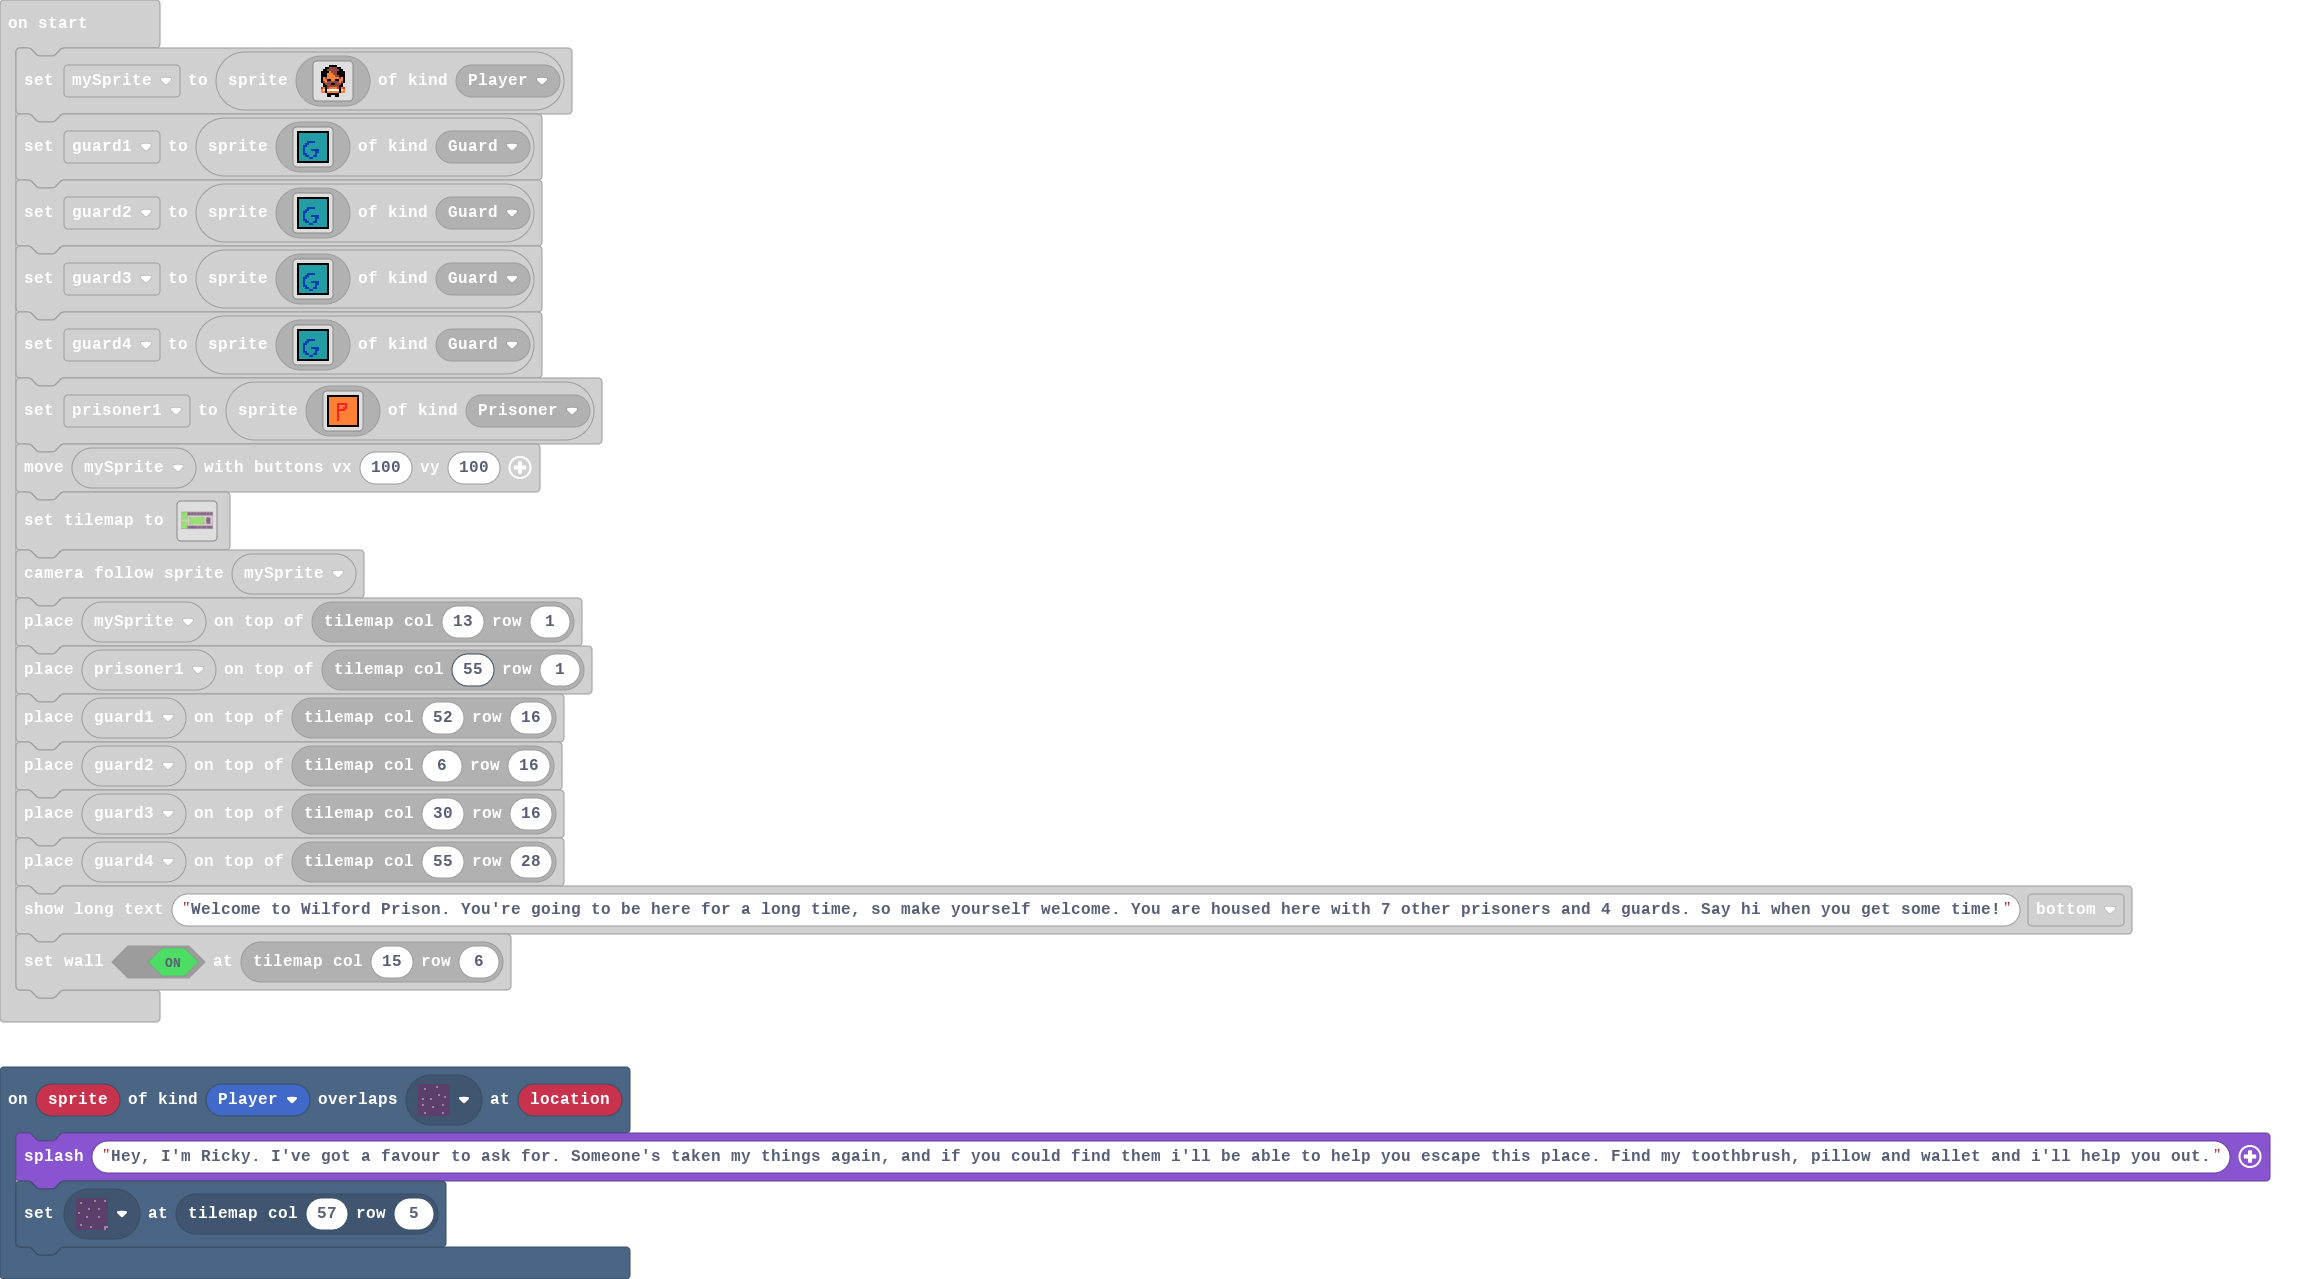 on start
set mySprite to sprite of kind Player
set guard1 to sprite G of kind Guard
set guard2 to sprite G of kind Guard
set guard3 to sprite G of kind Guard
set guard4 to sprite G of kind Guard
set prisoner1 to sprite P of kind Prisoner
move mySprite with buttons vx 100 vy 100
set tilemap to
camera follow sprite mySprite
place mySprite on top of tilemap col 13 row 1
place prisoner1 on top of tilemap col 55 row 1
place guard1 on top of tilemap col 52 row 16
place guard2 on top of tilemap col 6 row 16
place guard3 on top of tilemap col 30 row 16
place guard4 on top of tilemap col 55 row 28
show long text "Welcome to Wilford Prison. You're going to be here for a long time, so make yourself welcome. You are housed here with 7 other prisoners and 4 guards. Say hi when you get some time!" bottom
set wall ON at tilemap col 15 row 6
on sprite of kind Player overlaps at location
splash "Hey, I'm Ricky. I've got a favour to ask for. Someone's taken my things again, and if you could find them i'll be able to help you escape this place. Find my toothbrush, pillow and wallet and i'll help you out."
set at tilemap col 57 row 5